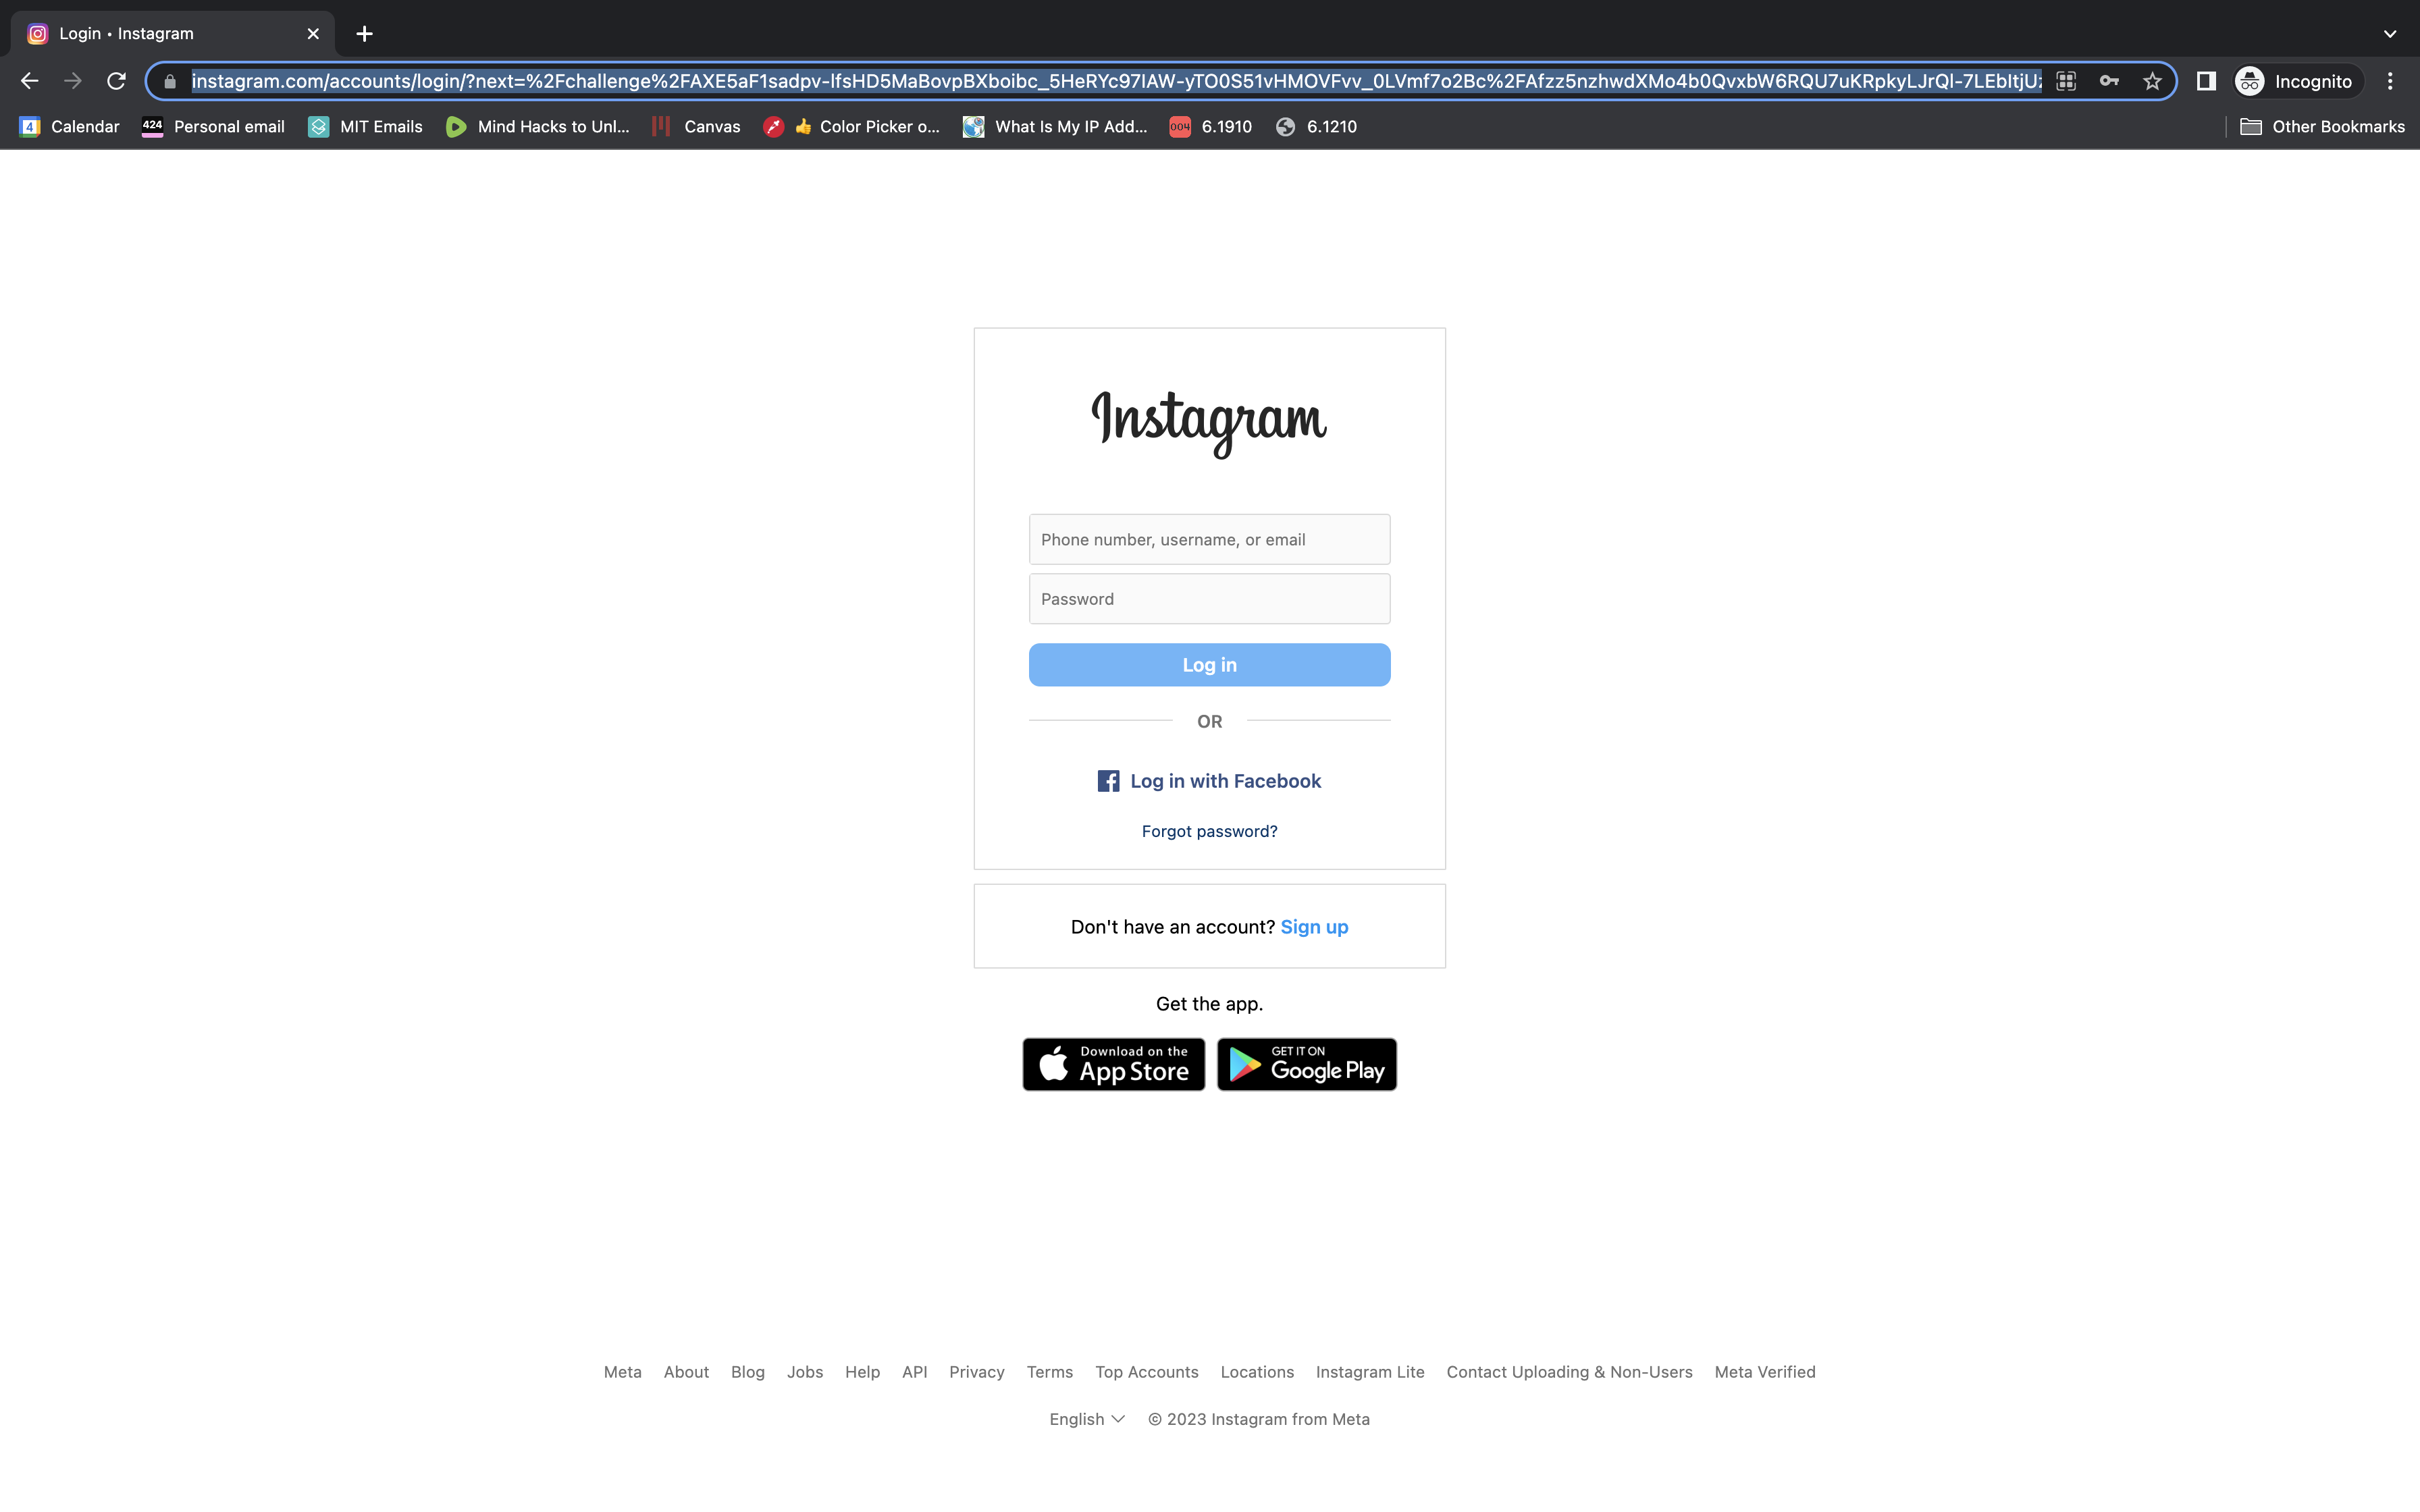 Login • Instagram
instagram.com/accounts/login/?next=%2Fchallenge%2FAXE5aF1sadpv-lfsHD5MaBovpBXboibc_5HeRYc97IAW-yTO0S51vHMOVFvv_0LVmf7o2Bc%2FAfzz5nzhwdXMo4b0QvxbW6RQU7uKRpkyLJrQl-7LEbItjUz
Incognito
4 Calendar
424 Personal email
MIT Emails
Mind Hacks to Unl...
Canvas
👍 Color Picker o...
What Is My IP Add...
004 6.1910
6.1210
Other Bookmarks
Instagram
Phone number, username, or email
Password
Log in
OR
Log in with Facebook
Forgot password?
Don't have an account? Sign up
Get the app.
Download on the
App Store
GET IT ON
Google Play
Meta About Blog Jobs Help API Privacy Terms Top Accounts Locations Instagram Lite Contact Uploading & Non-Users Meta Verified
English © 2023 Instagram from Meta